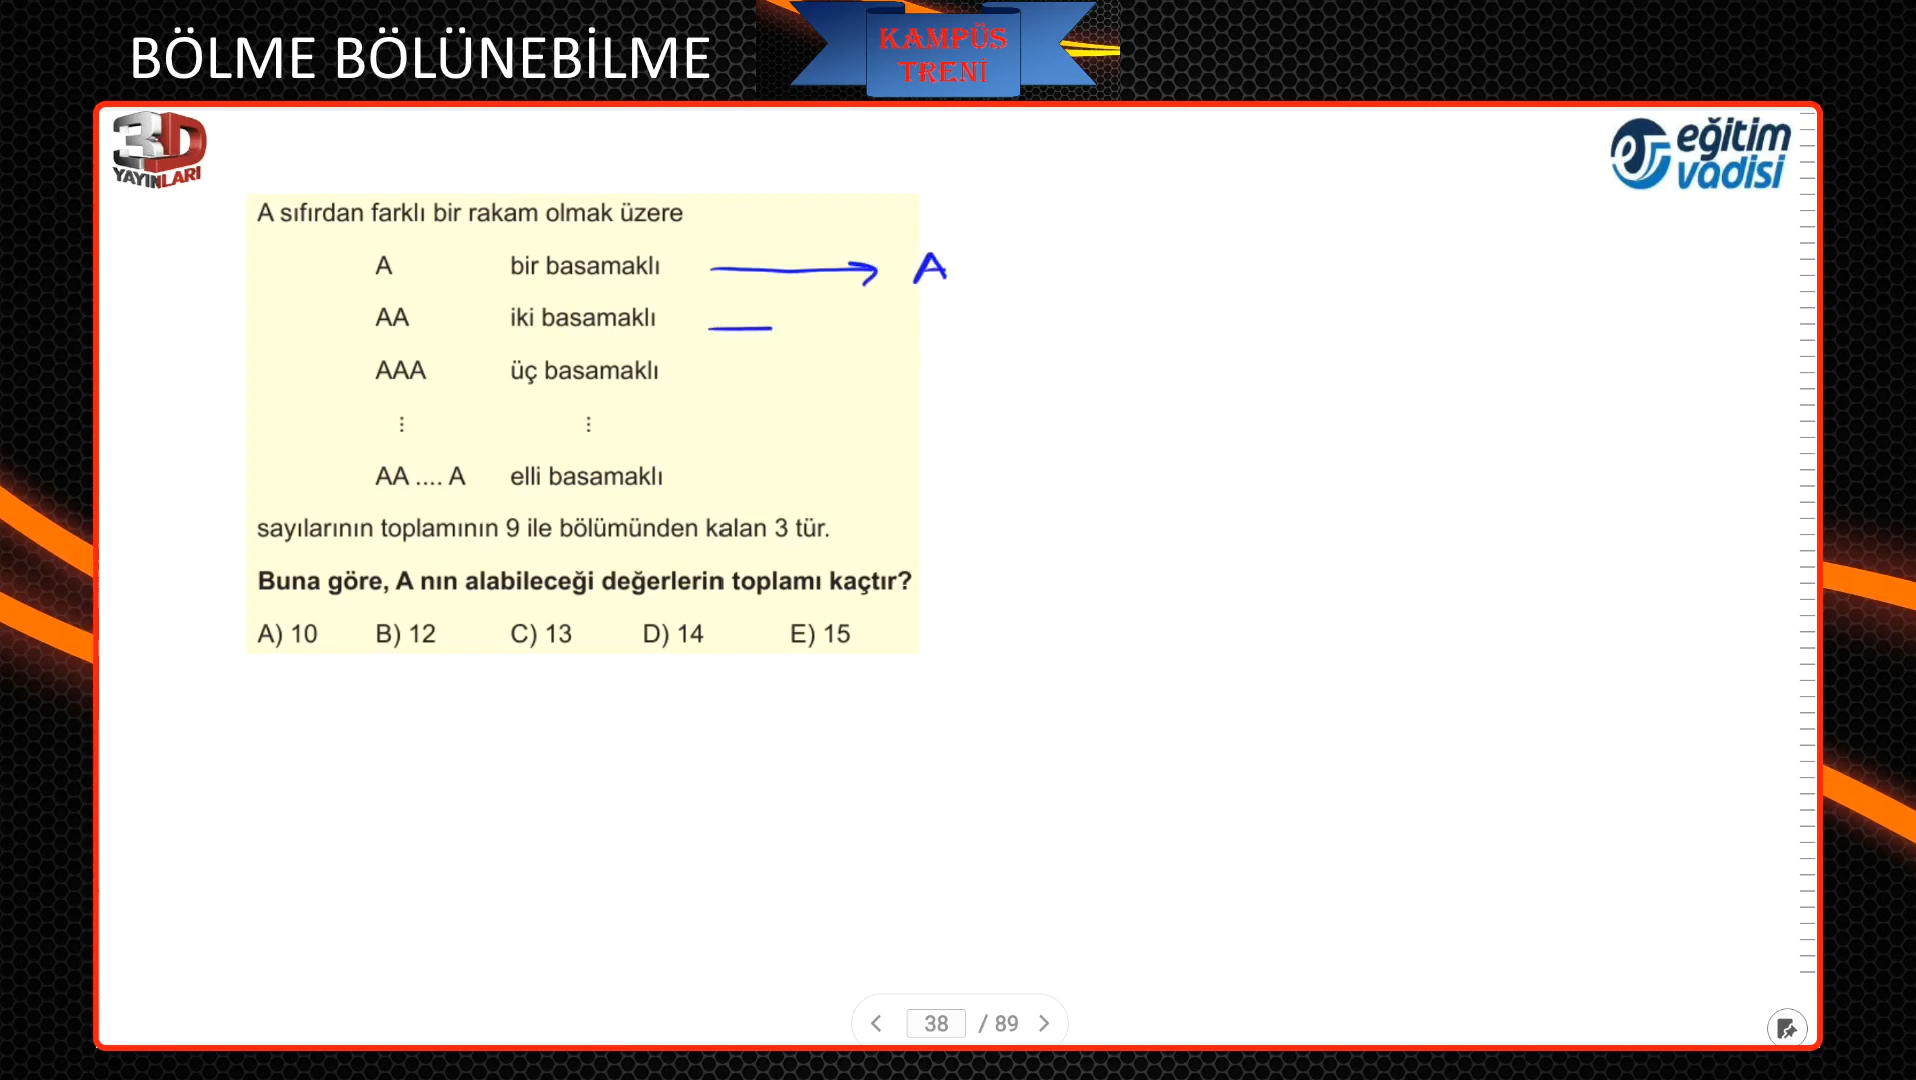 BÖLME BÖLÜNEBİLME
KAMPÜS
TRENİ
3D
YAYINLARI
eğitim
vadisi
A sıfırdan farklı bir rakam olmak üzere
A bir basamaklı A
AA iki basamaklı
AAA üç basamaklı
⋮ ⋮
AA .... A elli basamaklı
sayılarının toplamının 9 ile bölümünden kalan 3 tür.
Buna göre, A nın alabileceği değerlerin toplamı kaçtır?
A) 10 B) 12 C) 13 D) 14 E) 15
38 / 89